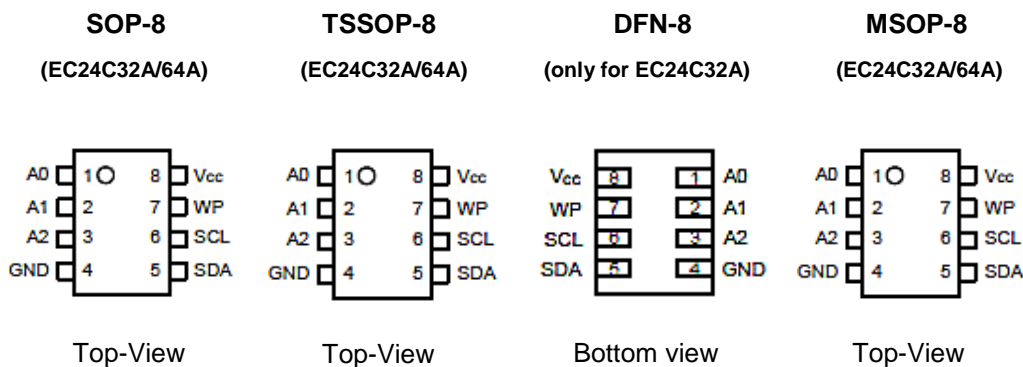 SOP-8 TSSOP-8 DFN-8 MSOP-8
(EC24C32A/64A) (EC24C32A/64A) (only for EC24C32A) (EC24C32A/64A)
A0 1 8 Vcc A0 1 8 Vcc Vcc 8 1 A0 A0 1 8 Vcc
A1 2 7 WP A1 2 7 WP WP 7 2 A1 A1 2 7 WP
A2 3 6 SCL A2 3 6 SCL SCL 6 3 A2 A2 3 6 SCL
GND 4 5 SDA GND 4 5 SDA SDA 5 4 GND GND 4 5 SDA
Top-View Top-View Bottom view Top-View